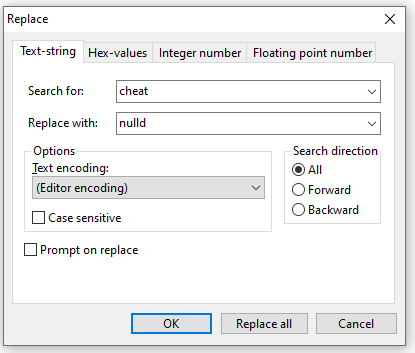 Replace
Text-string Hex-values Integer number Floating point number
Search for: cheat
Replace with: nulld
Options
Search direction
Text encoding:
(Editor encoding)
All
Forward
Case sensitive
Backward
Prompt on replace
OK Replace all Cancel